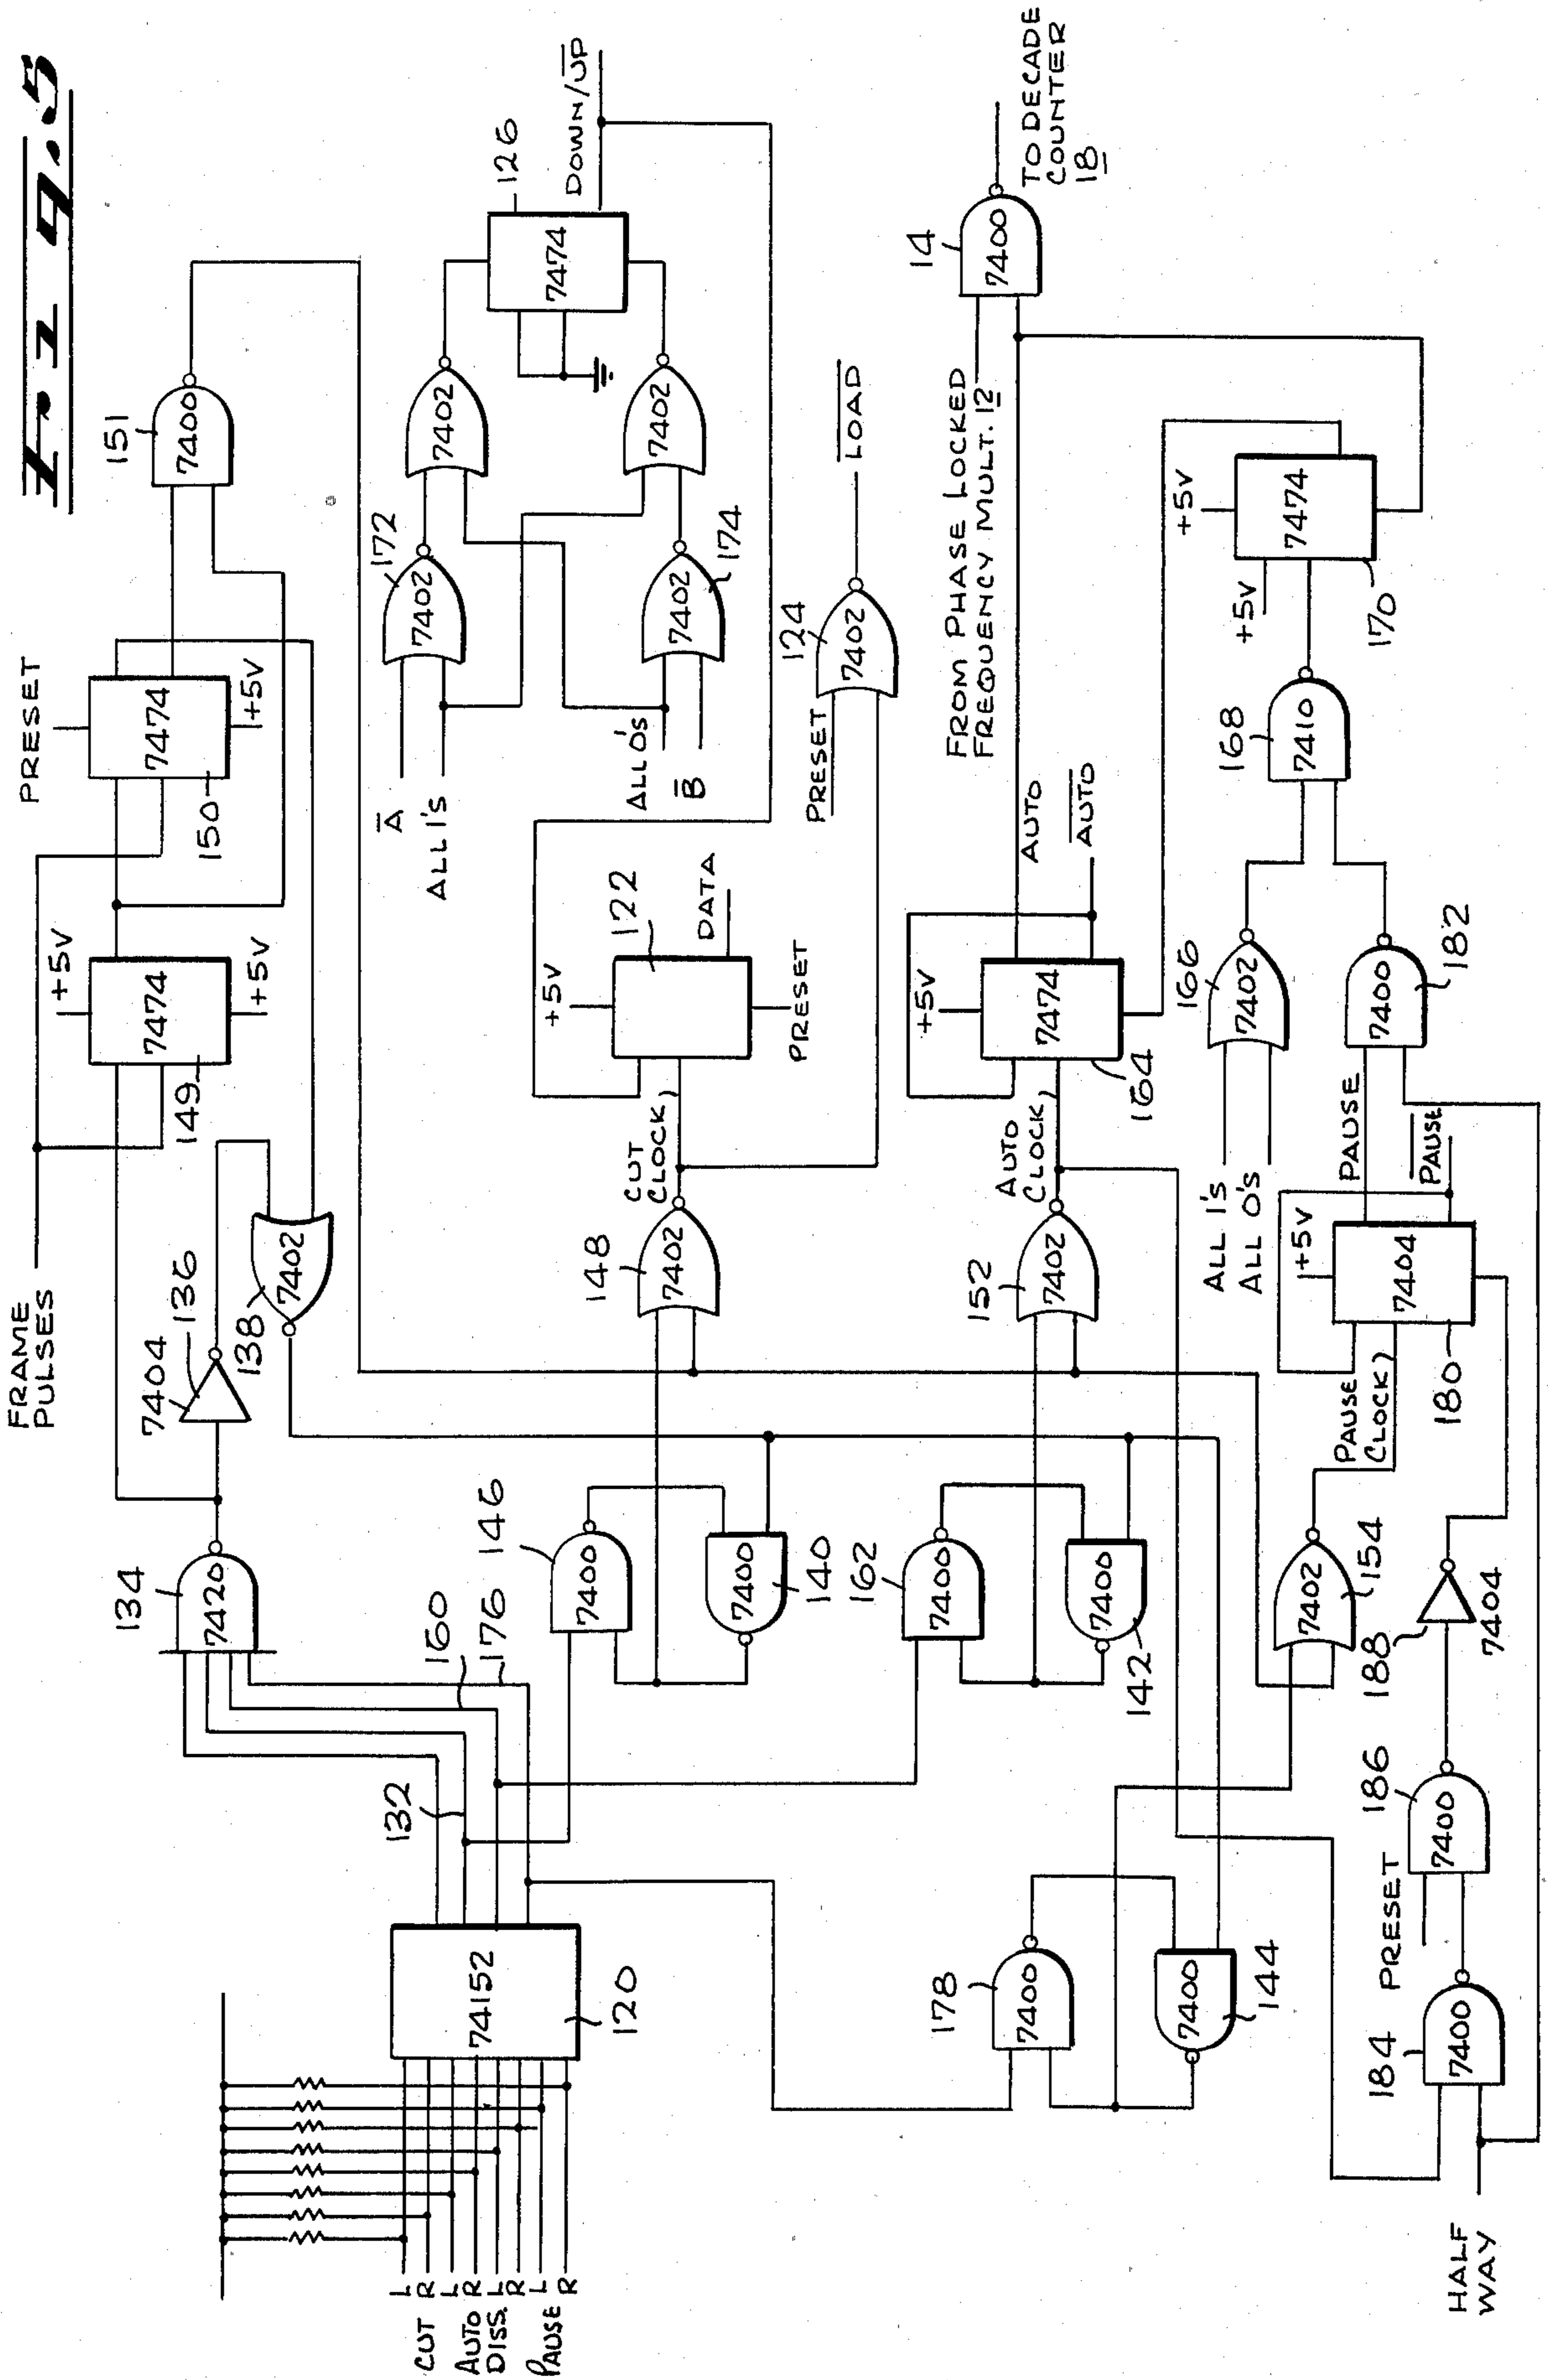 Fig. 5
FRAME
PULSES
PRESET
+5V
+5V
+5V
7474
7474
149
150
151
7400
134
7420
7404
136
138
7402
132
160
176
CUT
AUTO
DISS.
PAUSE
L
R
L
R
L
R
L
R
74152
120
A
ALL 1'S
172
7402
7402
ALL 0'S
B
7402
174
7402
7474
126
DOWN/UP
146
7400
7400
140
148
7402
CUT
CLOCK
+5V
122
DATA
PRESET
PRESET
124
7402
LOAD
162
7400
7400
142
152
7402
AUTO
CLOCK
+5V
7474
164
AUTO
AUTO
FROM PHASE LOCKED
FREQUENCY MULT. 12
14
7400
TO DECADE
COUNTER
18
178
7400
7400
144
7402
154
PAUSE
CLOCK
+5V
7404
180
PAUSE
PAUSE
ALL 1'S
ALL 0'S
166
7402
7400
182
168
7410
+5V
+5V
7474
170
HALF
WAY
184
7400
PRESET
186
7400
188
7404